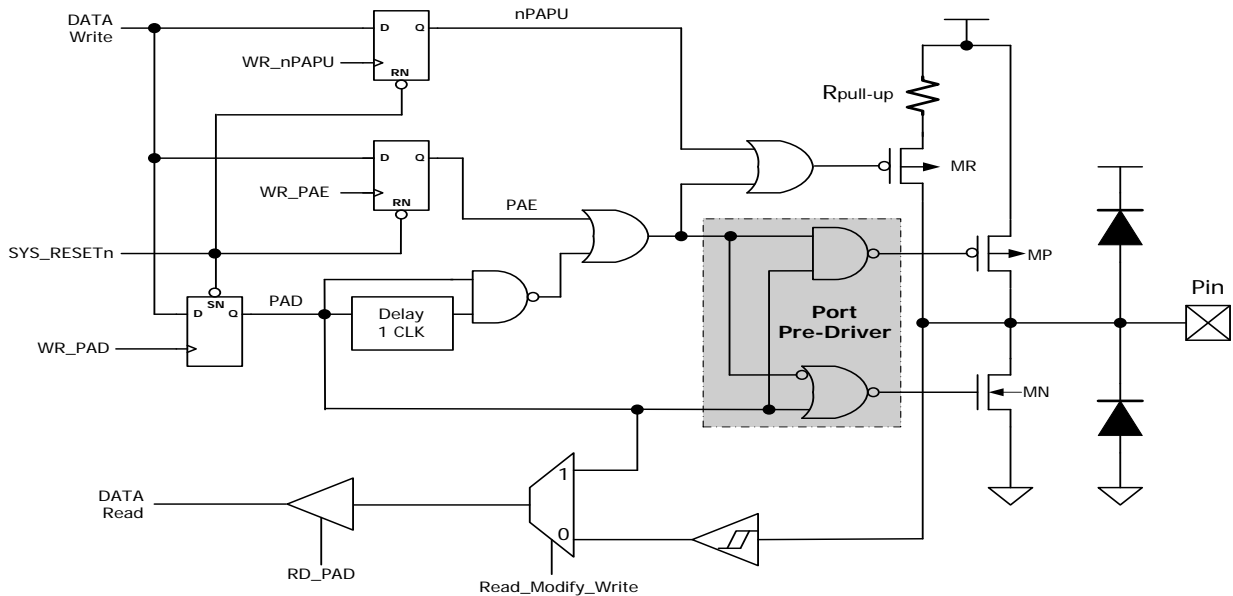 DATA
Write
D Q
nPAPU
WR_nPAPU
RN
Rpull-up
D Q
WR_PAE
RN
PAE
MR
SYS_RESETn
MP
SN
D Q
PAD
Delay
1 CLK
Port
Pre-Driver
Pin
WR_PAD
MN
1
DATA
Read
0
RD_PAD
Read_Modify_Write